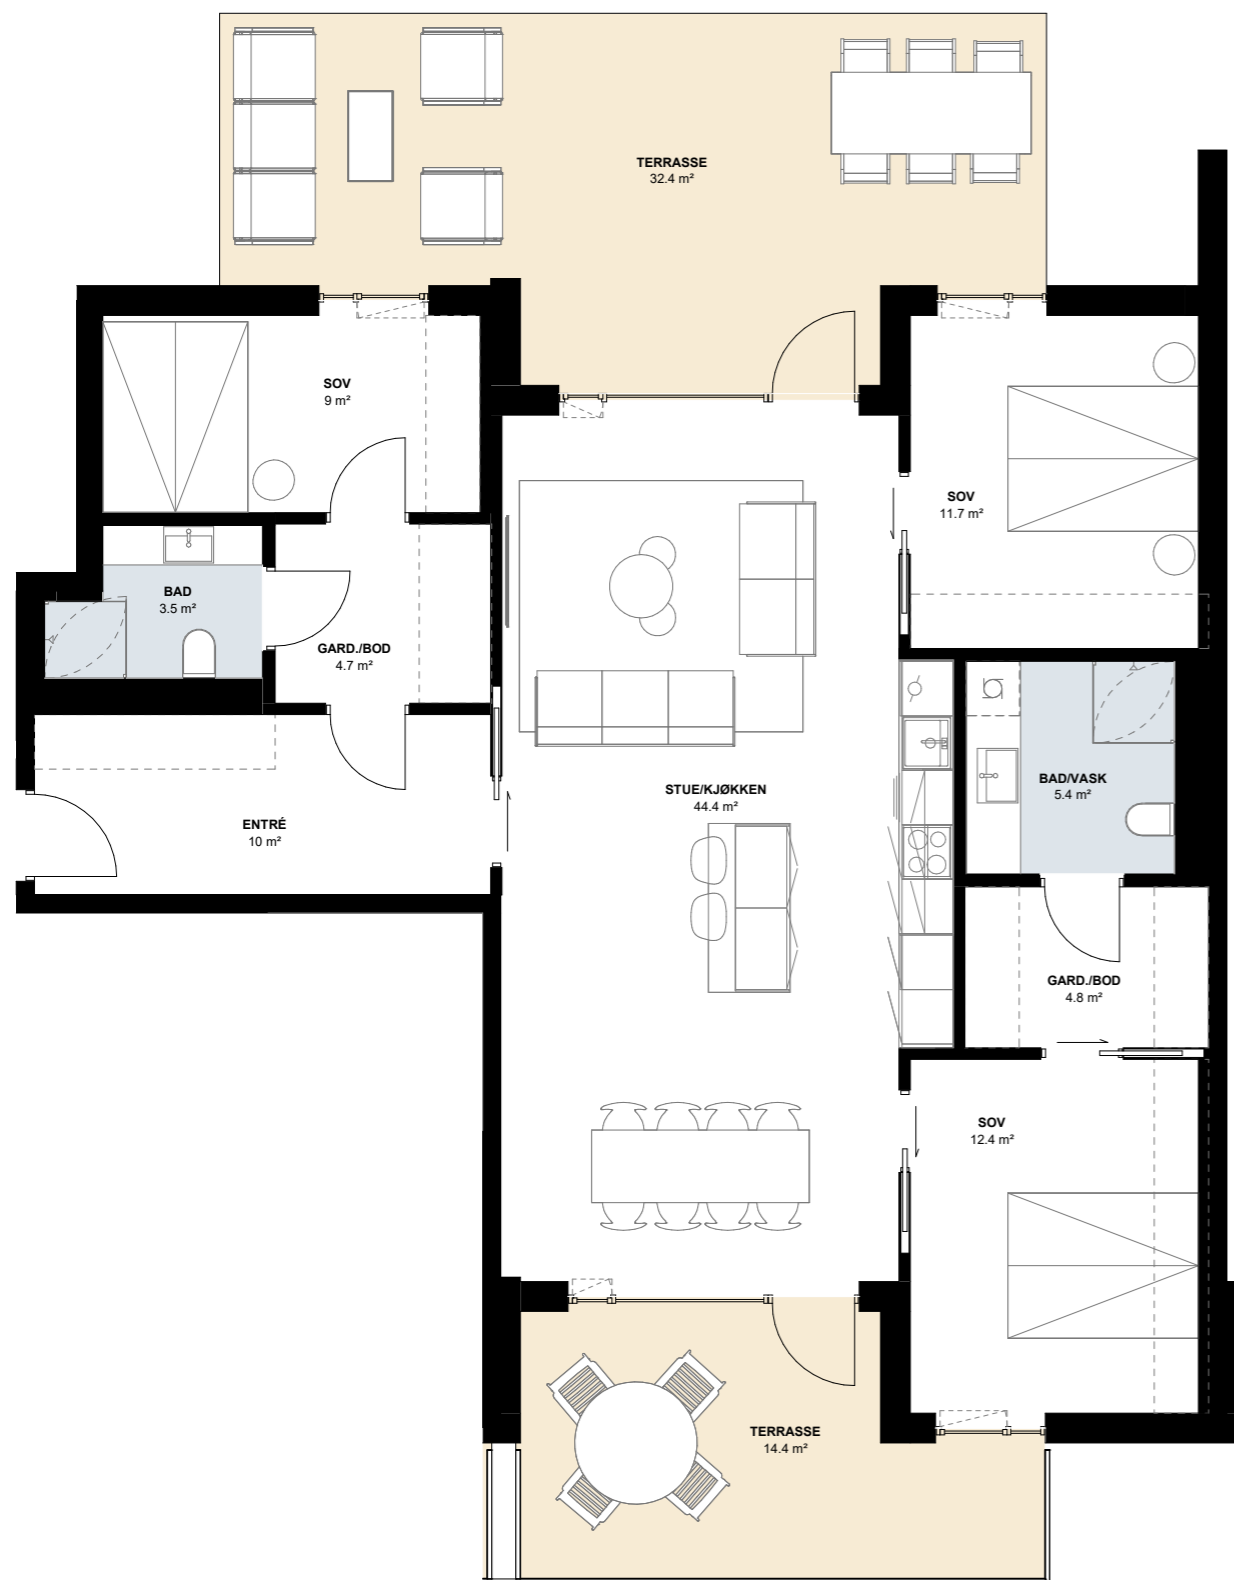 TERRASSE
32.4 m²
SOV
9 m²
SOV
11.7 m²
BAD
3.5 m²
GARD./BOD
4.7 m²
STUE/KJØKKEN
44.4 m²
BAD/VASK
5.4 m²
ENTRÉ
10 m²
GARD./BOD
4.8 m²
SOV
12.4 m²
TERRASSE
14.4 m²